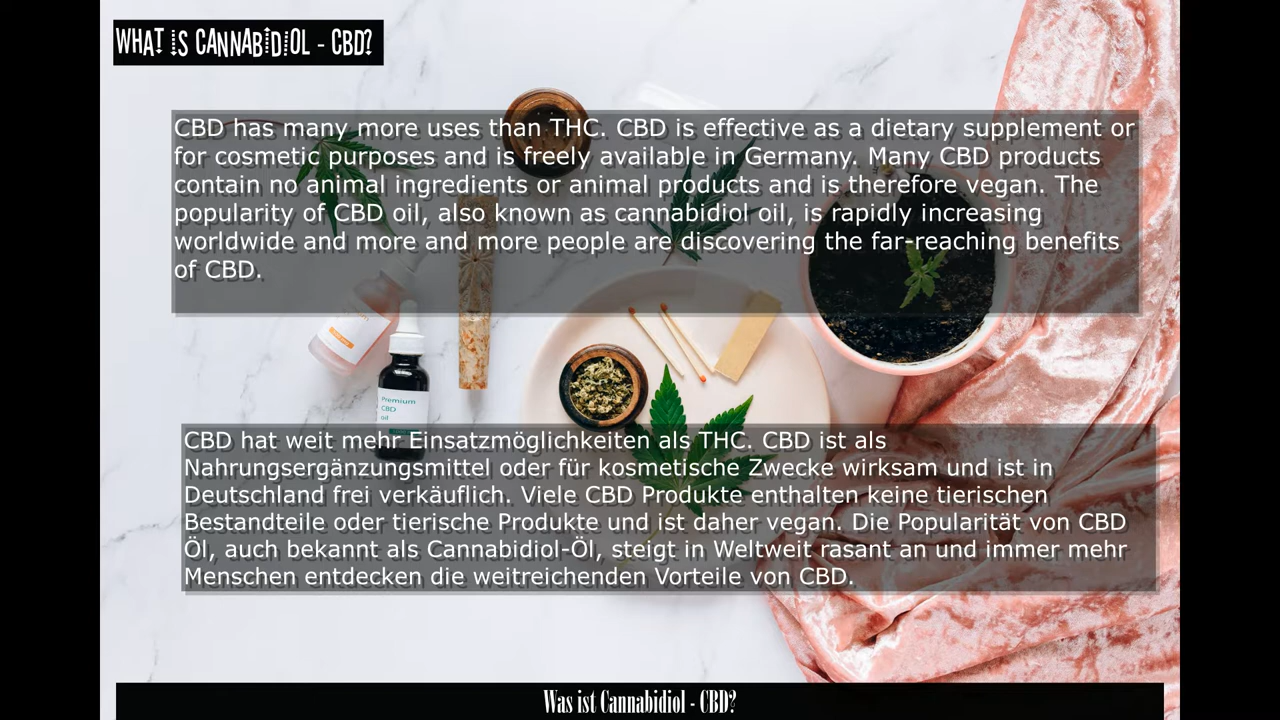 WHAT IS CANNABIDIOL - CBD?
CBD has many more uses than THC. CBD is effective as a dietary supplement or
for cosmetic purposes and is freely available in Germany. Many CBD products
contain no animal ingredients or animal products and is therefore vegan. The
popularity of CBD oil, also known as cannabidiol oil, is rapidly increasing
worldwide and more and more people are discovering the far-reaching benefits
of CBD.
Premium
CBD
oil
CBD hat weit mehr Einsatzmöglichkeiten als THC. CBD ist als
Nahrungsergänzungsmittel oder für kosmetische Zwecke wirksam und ist in
Deutschland frei verkäuflich. Viele CBD Produkte enthalten keine tierischen
Bestandteile oder tierische Produkte und ist daher vegan. Die Popularität von CBD
Öl, auch bekannt als Cannabidiol-Öl, steigt in Weltweit rasant an und immer mehr
Menschen entdecken die weitreichenden Vorteile von CBD.
Was ist Cannabidiol - CBD?